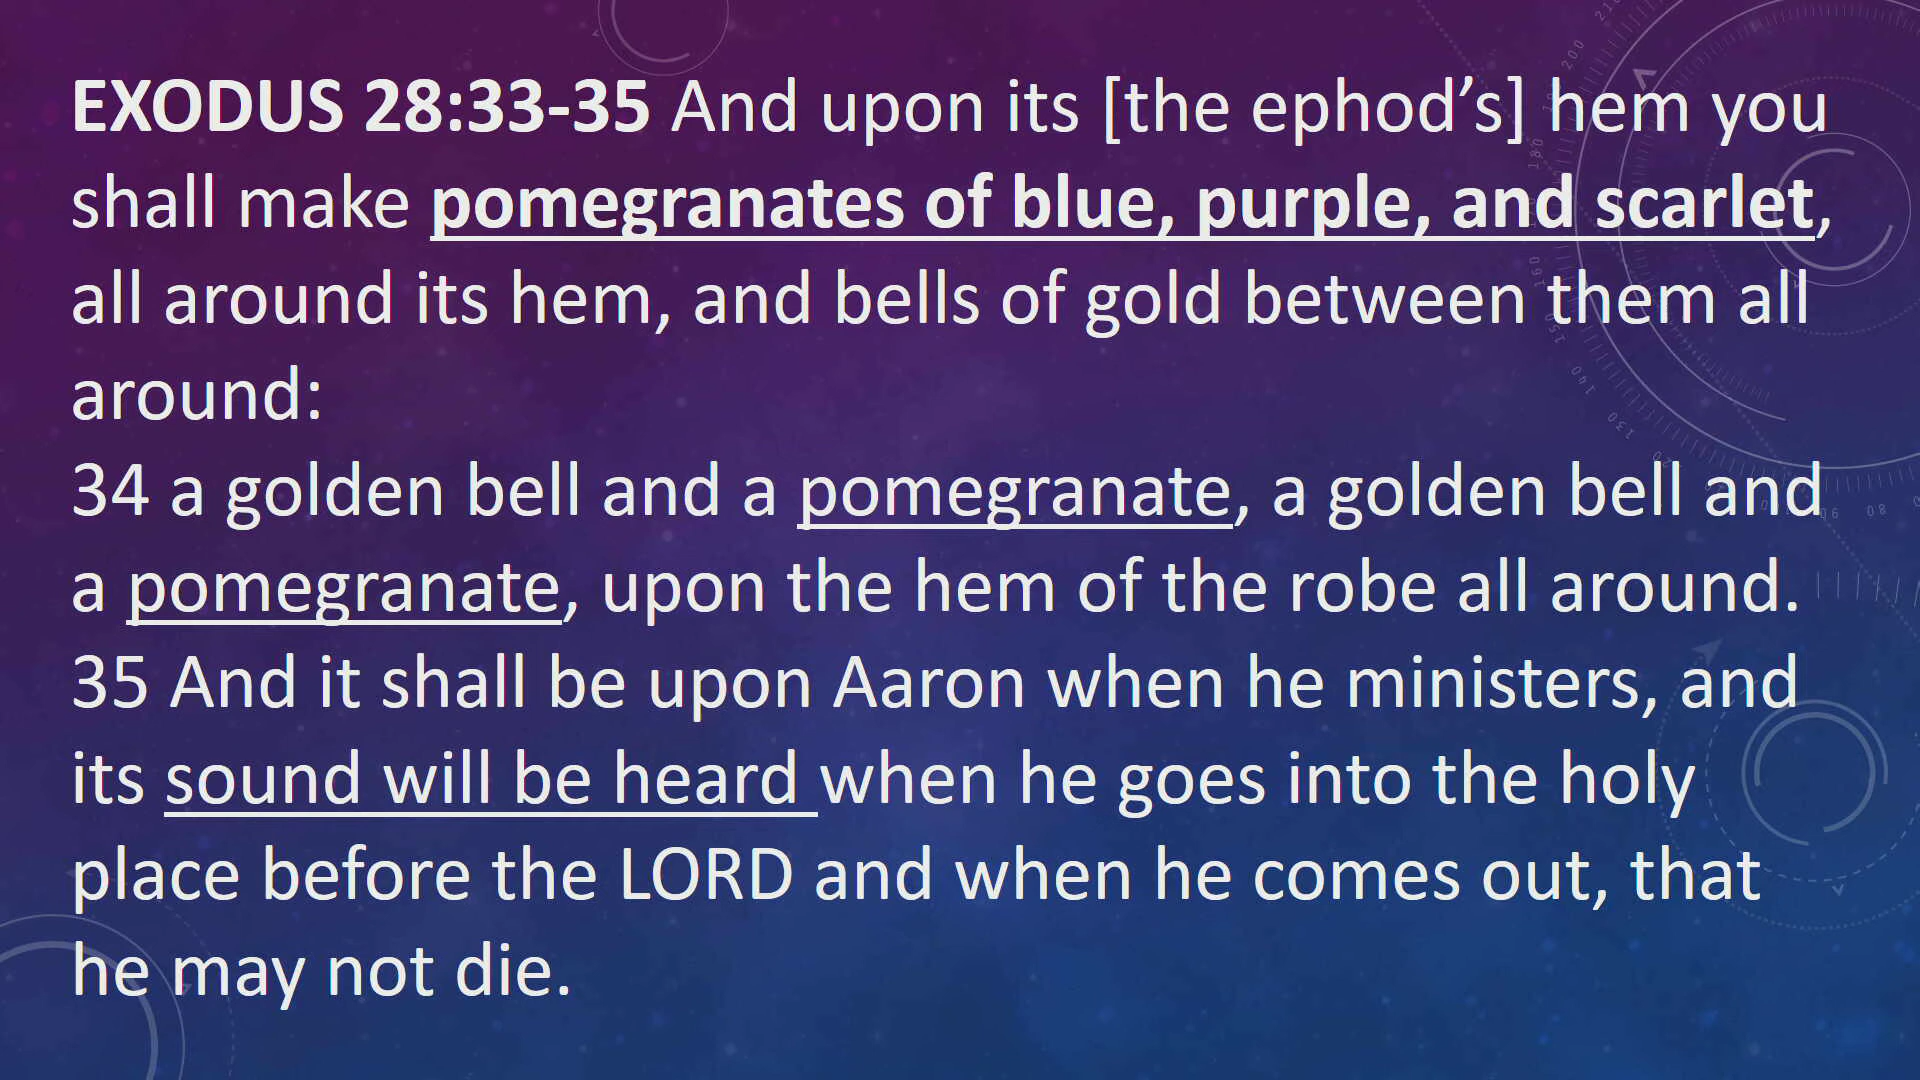 EXODUS 28:33-35 And upon its [the ephod’s] hem you
shall make pomegranates of blue, purple, and scarlet,
all around its hem, and bells of gold between them all
around:
34 a golden bell and a pomegranate, a golden bell and
a pomegranate, upon the hem of the robe all around.
35 And it shall be upon Aaron when he ministers, and
its sound will be heard when he goes into the holy
place before the LORD and when he comes out, that
he may not die.